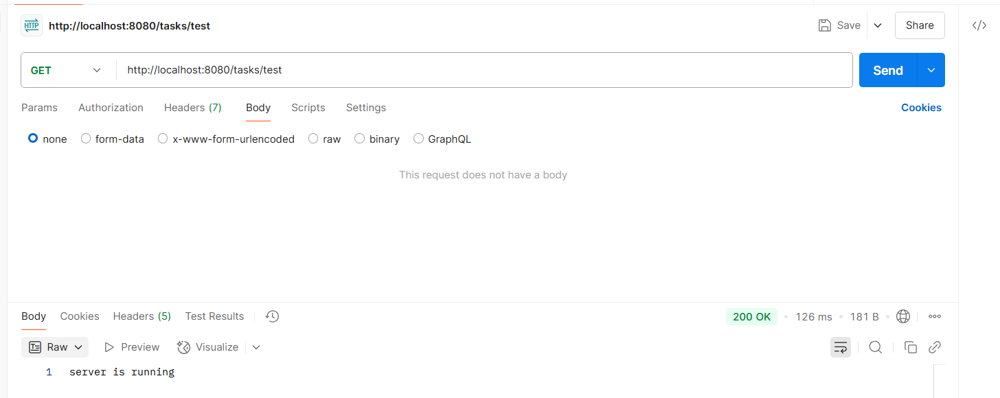 HTTP http://localhost:8080/tasks/test Save Share
GET http://localhost:8080/tasks/test Send
Params Authorization Headers (7) Body Scripts Settings Cookies
none form-data x-www-form-urlencoded raw binary GraphQL
This request does not have a body
Body Cookies Headers (5) Test Results 200 OK 126 ms 181 B
Raw Preview Visualize
1 server is running